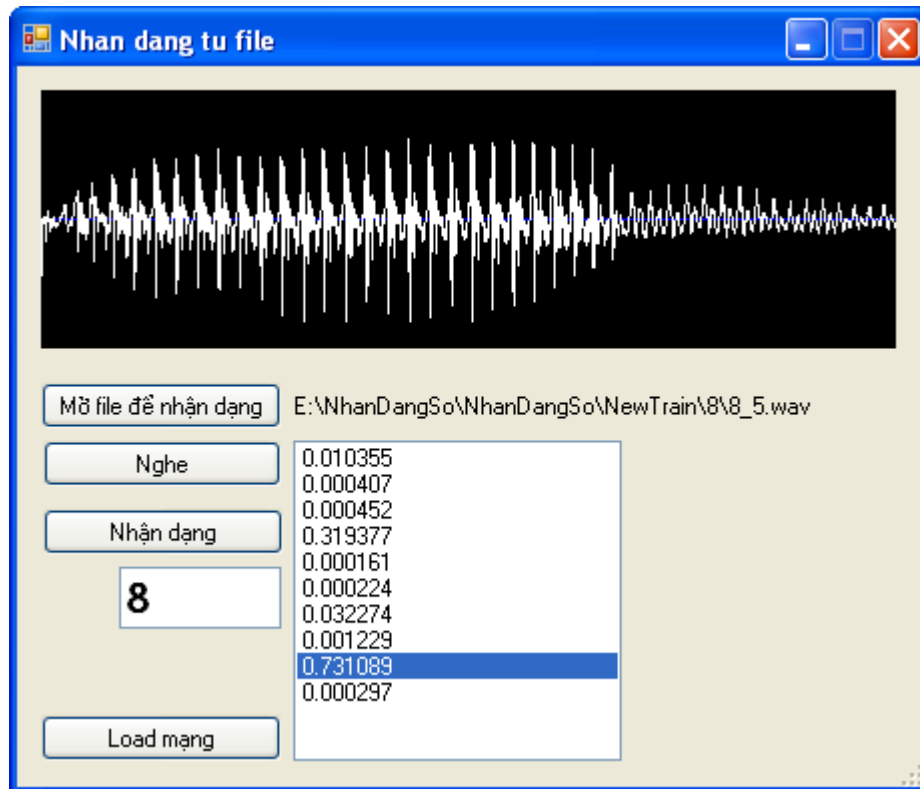 Nhan dang tu file
Mở file để nhận dạng
E:\NhanDangSo\NhanDangSo\NewTrain\8\8_5.wav
Nghe
Nhận dạng
8
Load mạng
0.010355
0.000407
0.000452
0.319377
0.000161
0.000224
0.032274
0.001229
0.731089
0.000297